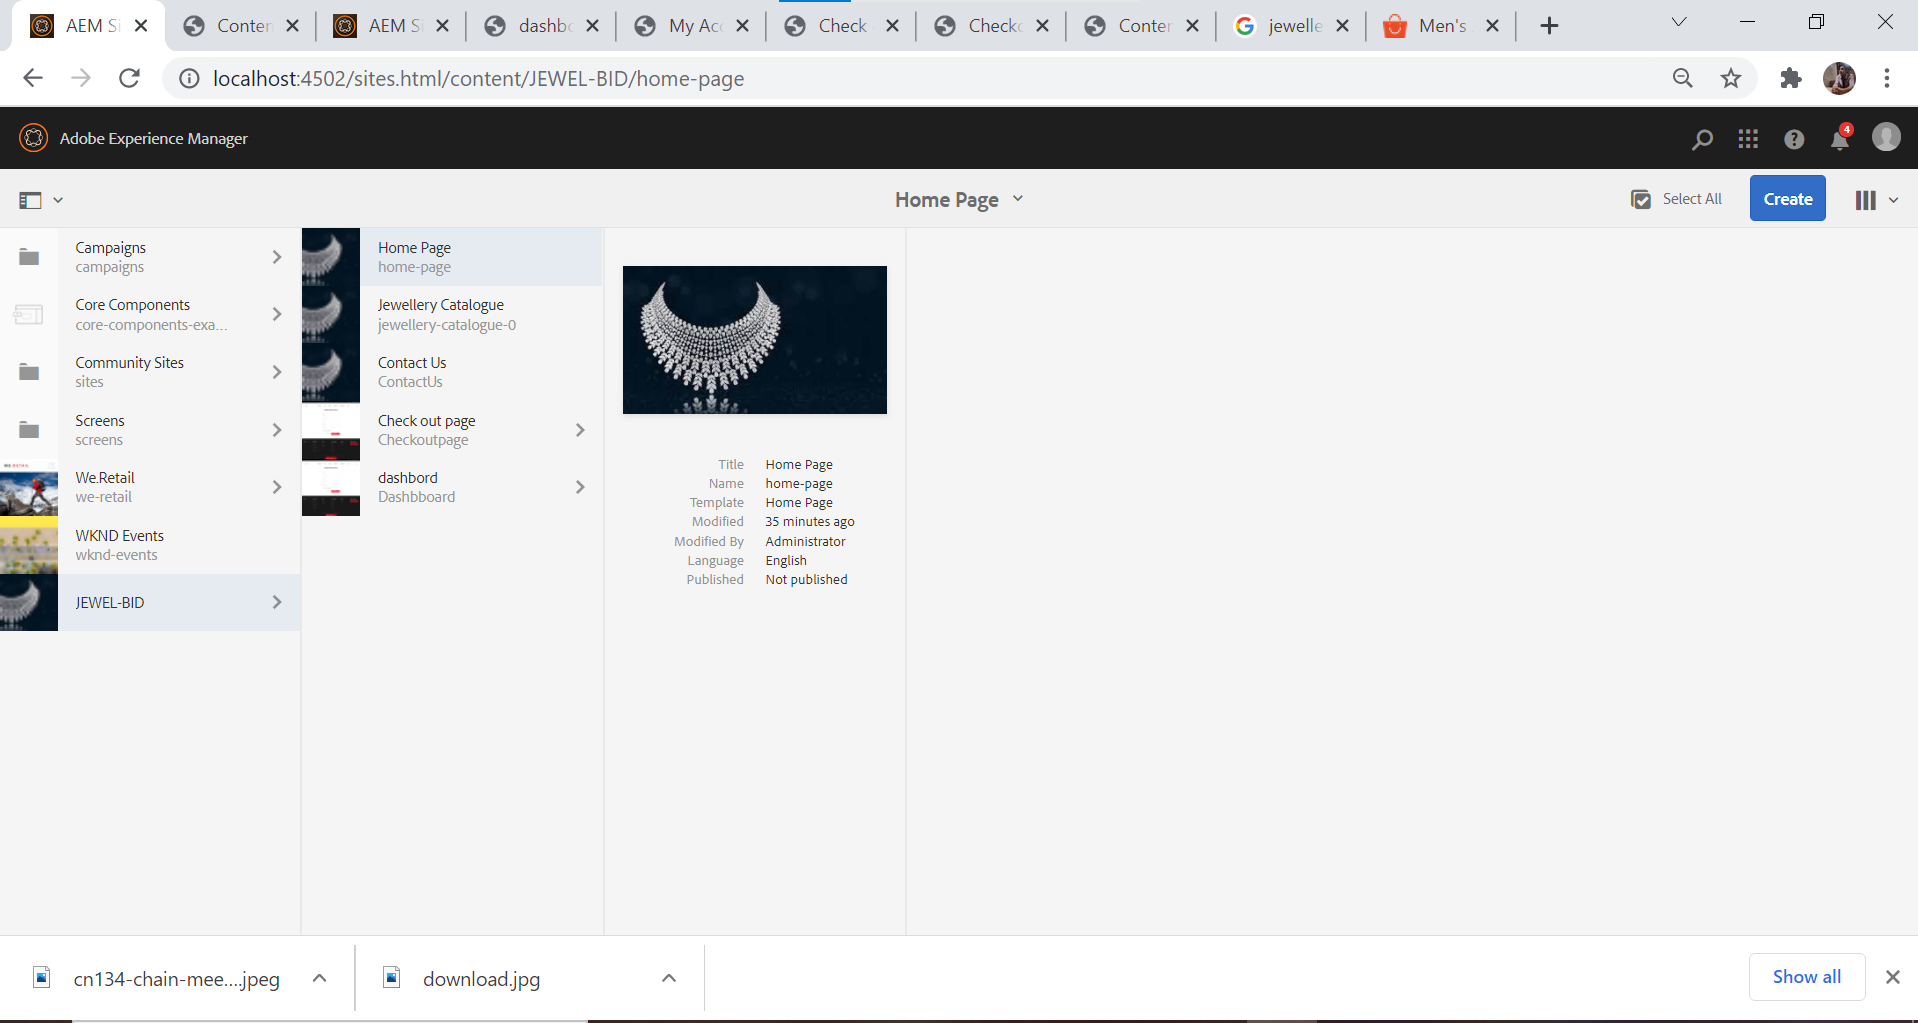 AEM Si
Conten
AEM Si
dashbo
My Acc
Check
Checko
Conten
jewelle
Men's
localhost:4502/sites.html/content/JEWEL-BID/home-page
Adobe Experience Manager
4
Home Page
Select All
Create
Campaigns
campaigns
Core Components
core-components-exa...
Community Sites
sites
Screens
screens
We.Retail
we-retail
WKND Events
wknd-events
JEWEL-BID
Home Page
home-page
Jewellery Catalogue
jewellery-catalogue-0
Contact Us
ContactUs
Check out page
Checkoutpage
dashbord
Dashbboard
Title Home Page
Name home-page
Template Home Page
Modified 35 minutes ago
Modified By Administrator
Language English
Published Not published
cn134-chain-mee....jpeg
download.jpg
Show all